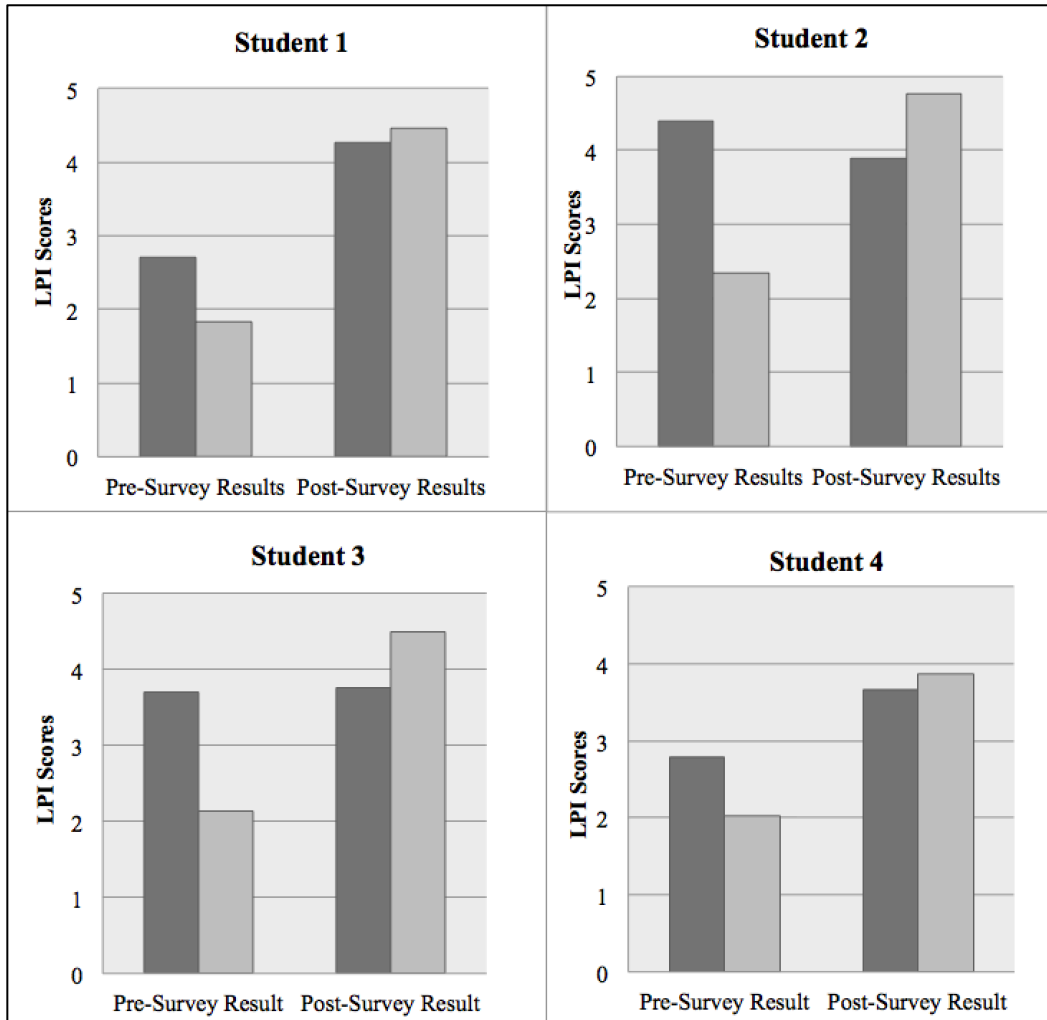 Student 1
5
4
3
2
1
0
LPI Scores
Pre-Survey Results Post-Survey Results
Student 2
5
4
3
2
1
0
LPI Scores
Pre-Survey Results Post-Survey Results
Student 3
5
4
3
2
1
0
LPI Scores
Pre-Survey Result Post-Survey Result
Student 4
5
4
3
2
1
0
LPI Scores
Pre-Survey Result Post-Survey Result